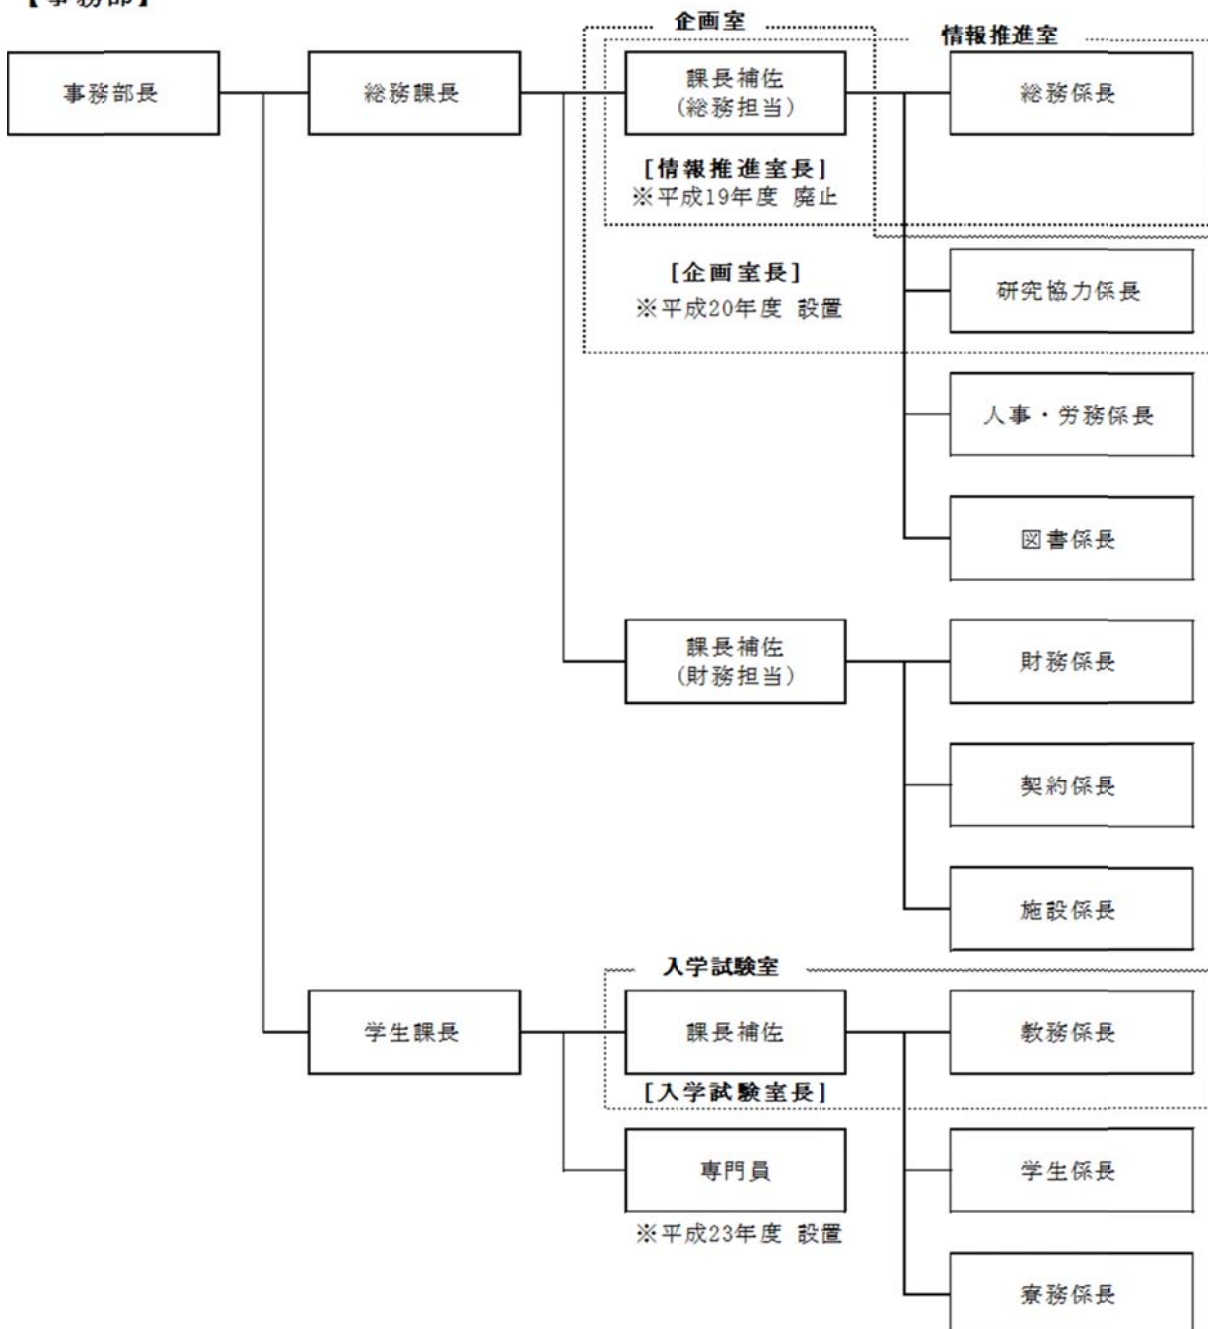 【事務部】
企画室
情報推進室
事務部長
総務課長
課長補佐
(総務担当)
総務係長
[情報推進室長]
※平成19年度 廃止
[企画室長]
※平成20年度 設置
研究協力係長
人事・労務係長
図書係長
課長補佐
(財務担当)
財務係長
契約係長
施設係長
入学試験室
学生課長
課長補佐
教務係長
[入学試験室長]
専門員
学生係長
※平成23年度 設置
寮務係長